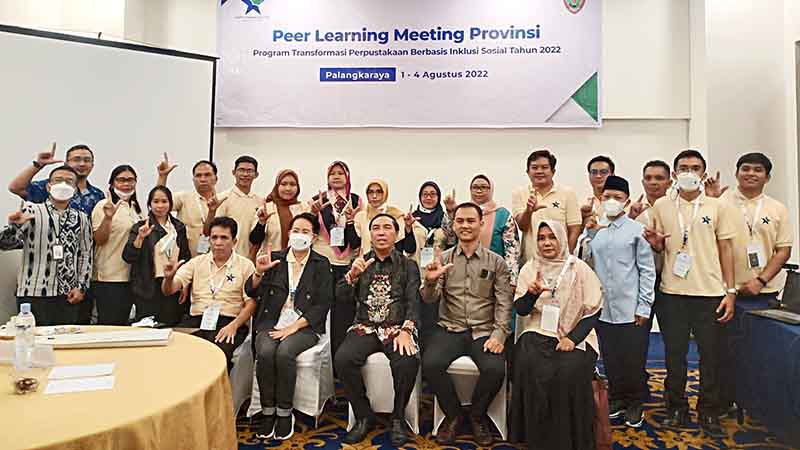 Peer Learning Meeting Provinsi
Program Transformasi Perpustakaan Berbasis Inklusi Sosial Tahun 2022
Palangkaraya 1 - 4 Agustus 2022